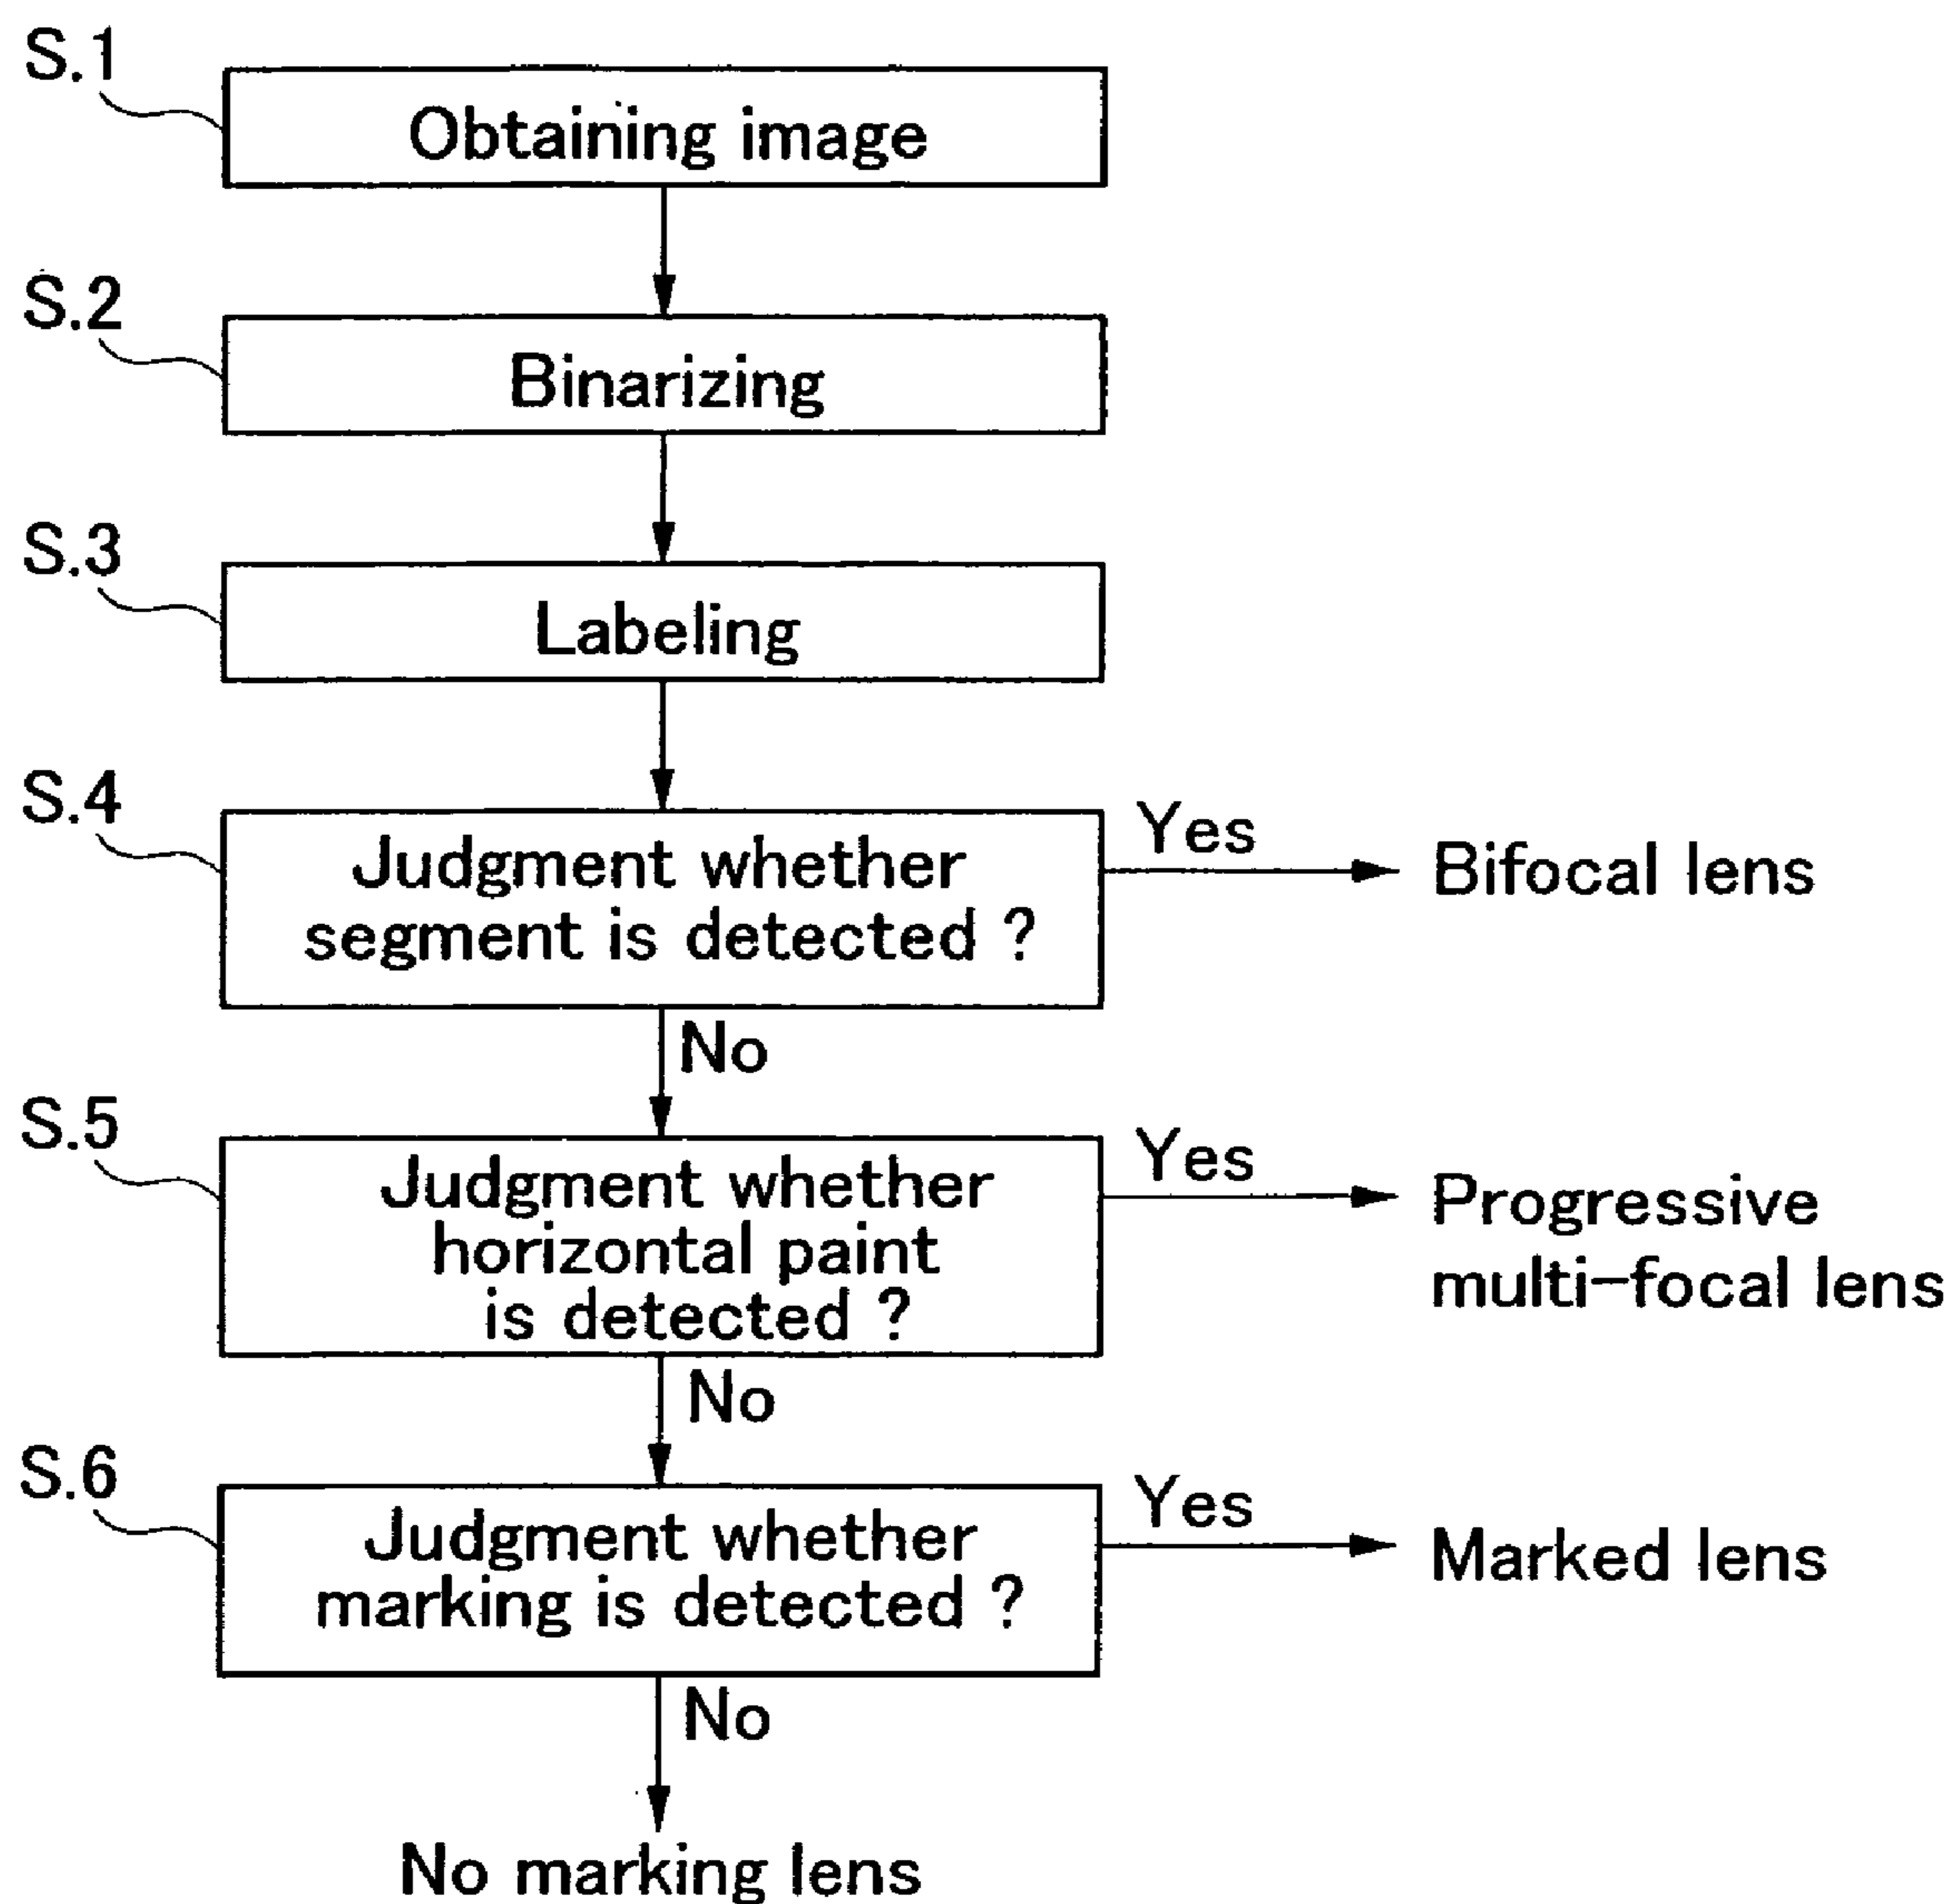 S.1
Obtaining image
S.2
Binarizing
S.3
Labeling
S.4
Judgment whether
segment is detected ?
Yes
Bifocal lens
No
S.5
Judgment whether
horizontal paint
is detected ?
Yes
Progressive
multi-focal lens
No
S.6
Judgment whether
marking is detected ?
Yes
Marked lens
No
No marking lens